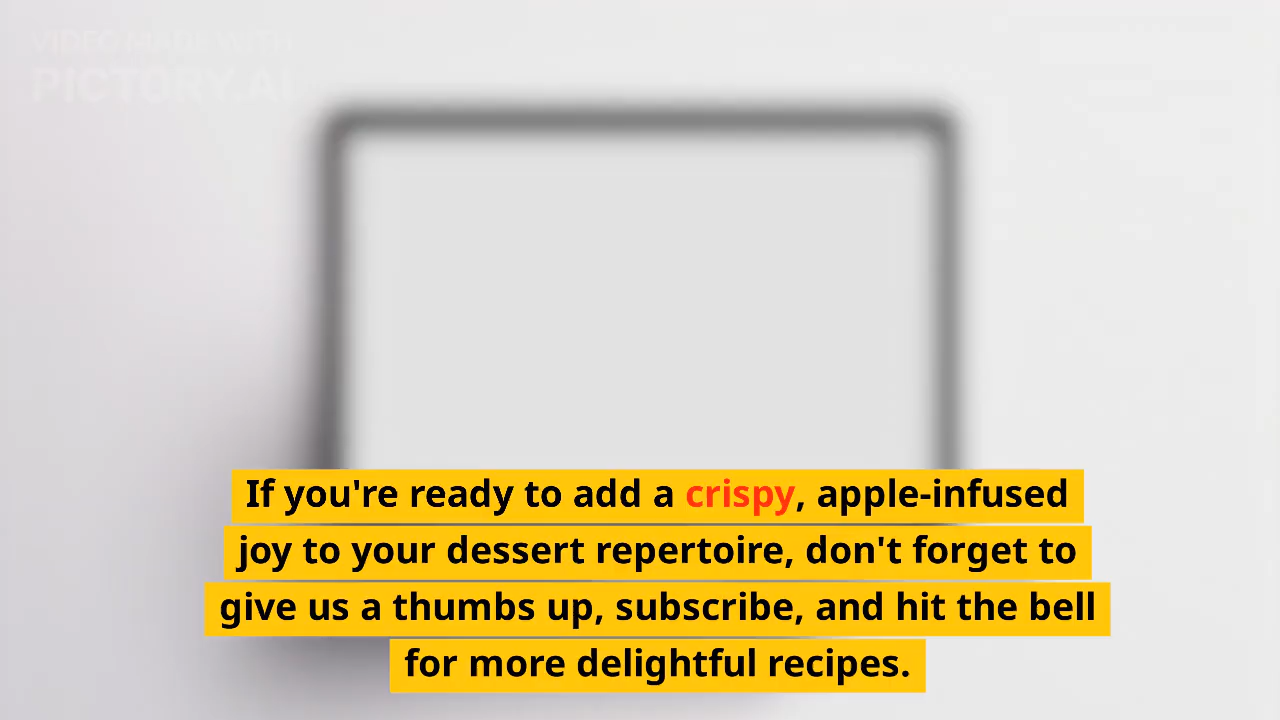 VIDEO MADE WITH
PICTORY.AI
If you're ready to add a crispy, apple-infused
joy to your dessert repertoire, don't forget to
give us a thumbs up, subscribe, and hit the bell
for more delightful recipes.